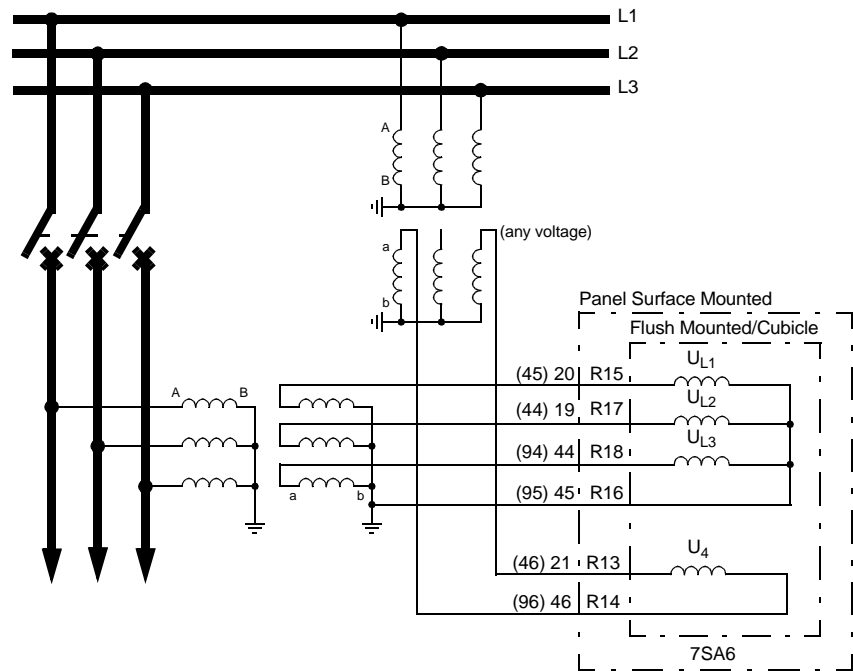 L1
L2
L3
A
B
a
(any voltage)
b
Panel Surface Mounted
Flush Mounted/Cubicle
(45) 20 R15 UL1
(44) 19 R17 UL2
(94) 44 R18 UL3
(95) 45 R16
A B
a b
(46) 21 R13 U4
(96) 46 R14
7SA6